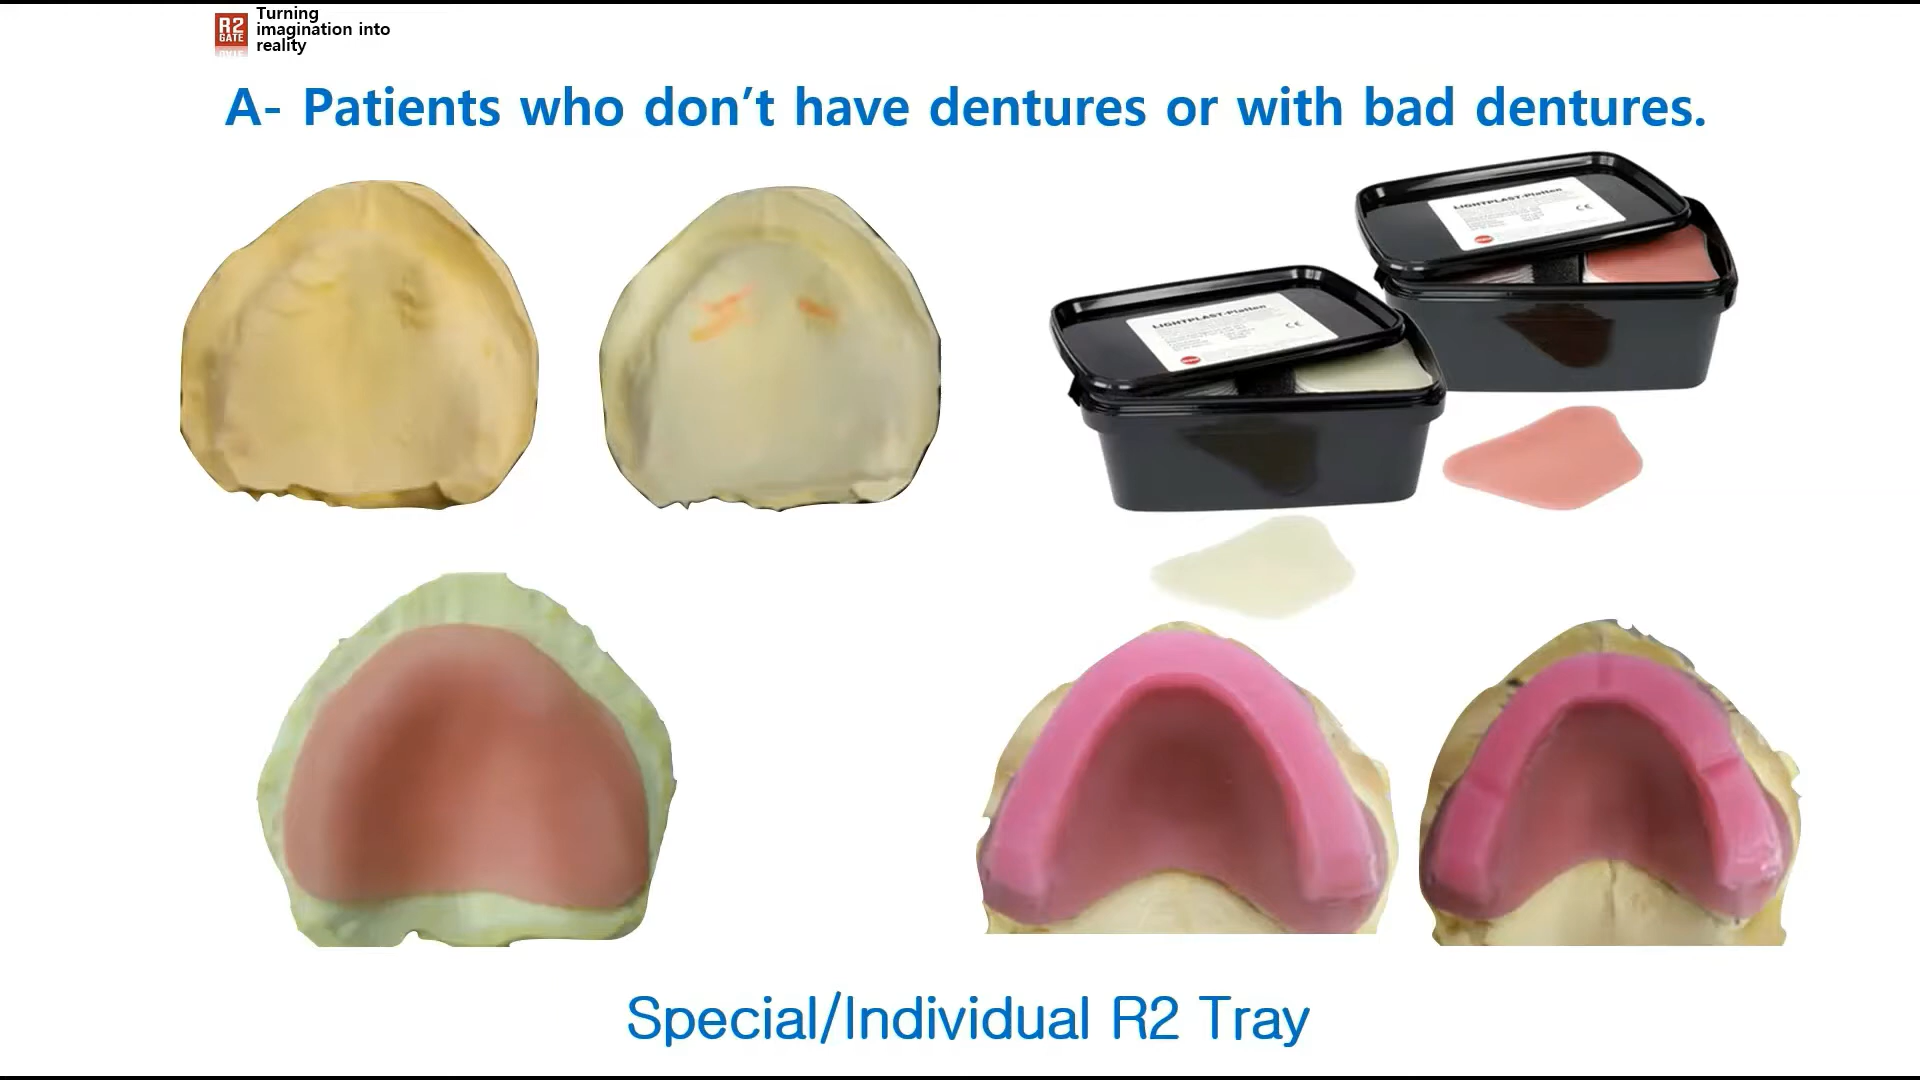 R2
GATE
Turning
imagination into
reality
A- Patients who don’t have dentures or with bad dentures.
LIGHTPLAST-Platten
CE
LIGHTPLAST-Platten
CE
Special/Individual R2 Tray